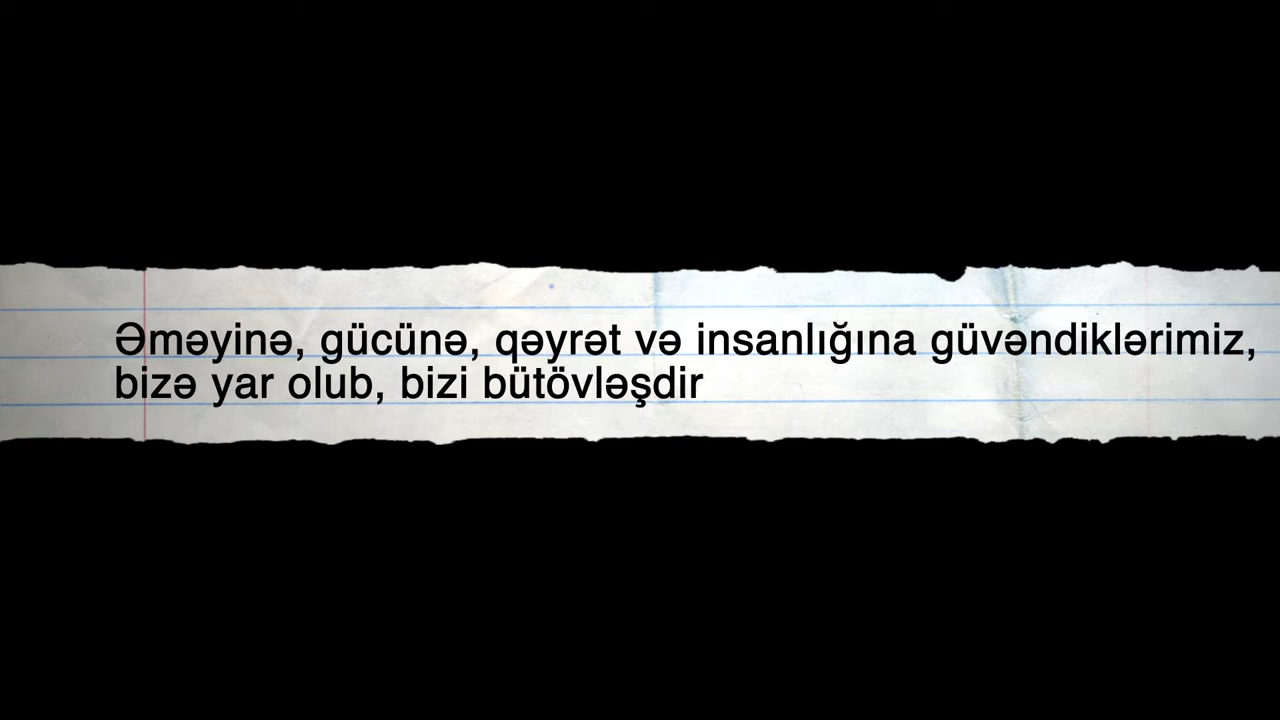 Əməyinə, gücünə, qəyrət və insanlığına güvəndiklərimiz,
bizə yar olub, bizi bütövləşdir